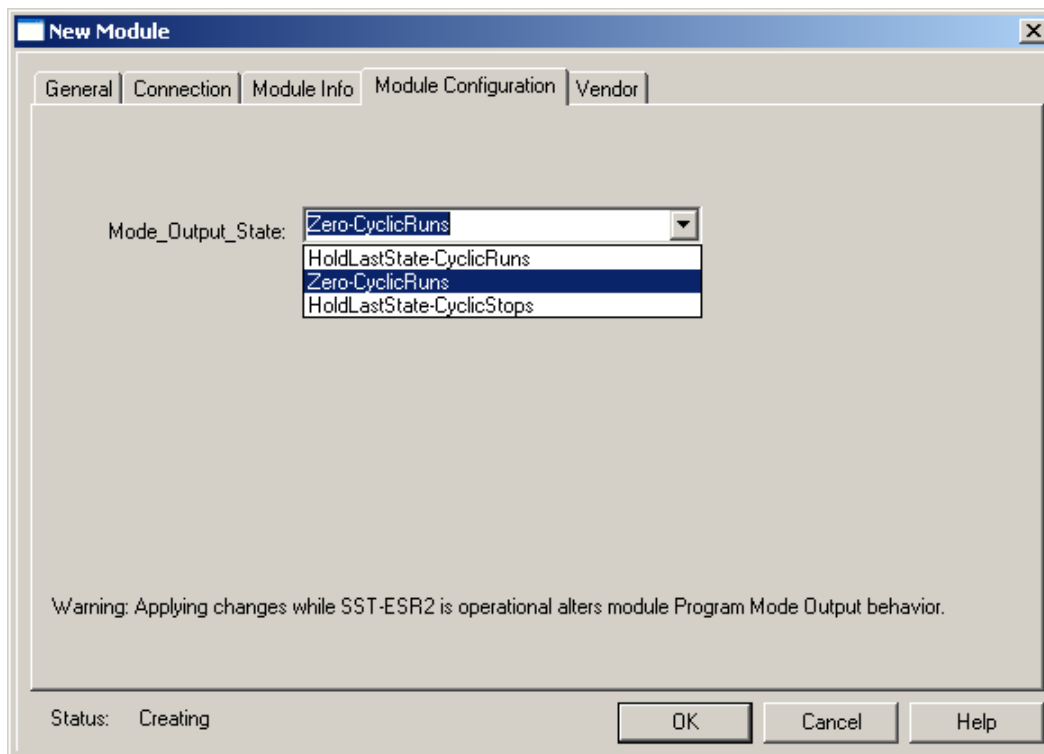 New Module
General Connection Module Info Module Configuration Vendor
Mode_Output_State: Zero-CyclicRuns
HoldLastState-CyclicRuns
Zero-CyclicRuns
HoldLastState-CyclicStops
Warning: Applying changes while SST-ESR2 is operational alters module Program Mode Output behavior.
Status: Creating OK Cancel Help